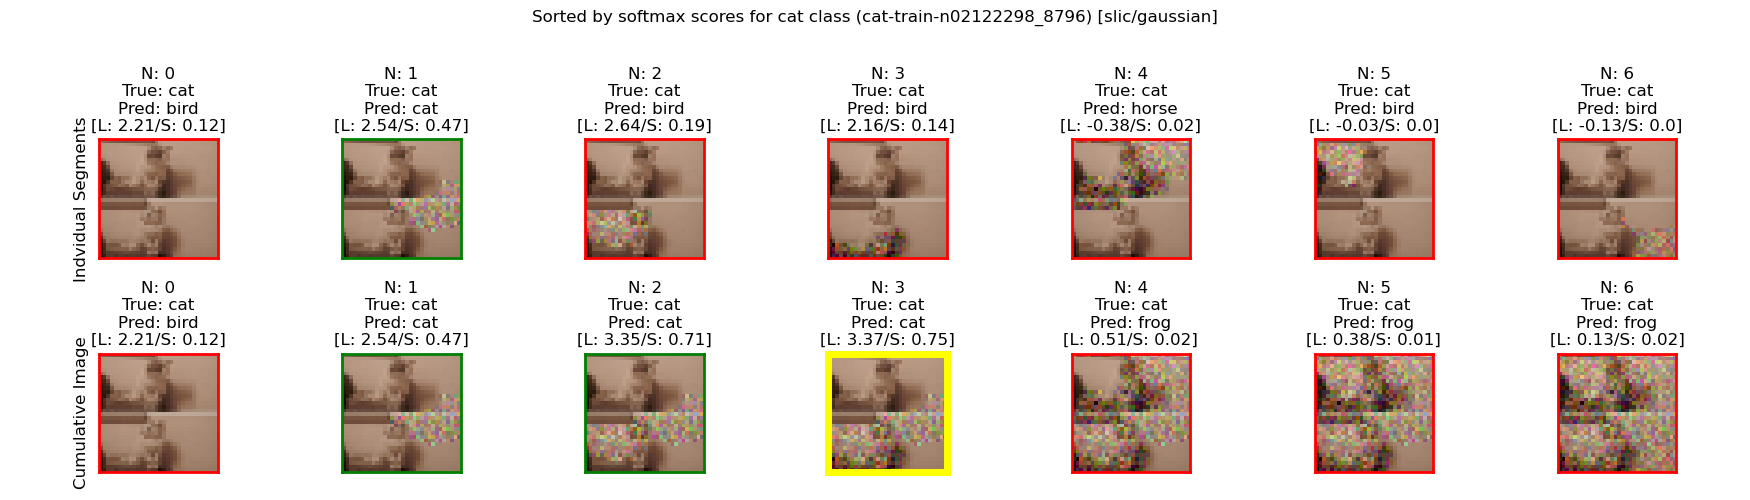 Sorted by softmax scores for cat class (cat-train-n02122298_8796) [slic/gaussian]
Indvidual Segments
N: 0
True: cat
Pred: bird
[L: 2.21/S: 0.12]
N: 1
True: cat
Pred: cat
[L: 2.54/S: 0.47]
N: 2
True: cat
Pred: bird
[L: 2.64/S: 0.19]
N: 3
True: cat
Pred: bird
[L: 2.16/S: 0.14]
N: 4
True: cat
Pred: horse
[L: -0.38/S: 0.02]
N: 5
True: cat
Pred: bird
[L: -0.03/S: 0.0]
N: 6
True: cat
Pred: bird
[L: -0.13/S: 0.0]
Cumulative Image
N: 0
True: cat
Pred: bird
[L: 2.21/S: 0.12]
N: 1
True: cat
Pred: cat
[L: 2.54/S: 0.47]
N: 2
True: cat
Pred: cat
[L: 3.35/S: 0.71]
N: 3
True: cat
Pred: cat
[L: 3.37/S: 0.75]
N: 4
True: cat
Pred: frog
[L: 0.51/S: 0.02]
N: 5
True: cat
Pred: frog
[L: 0.38/S: 0.01]
N: 6
True: cat
Pred: frog
[L: 0.13/S: 0.02]